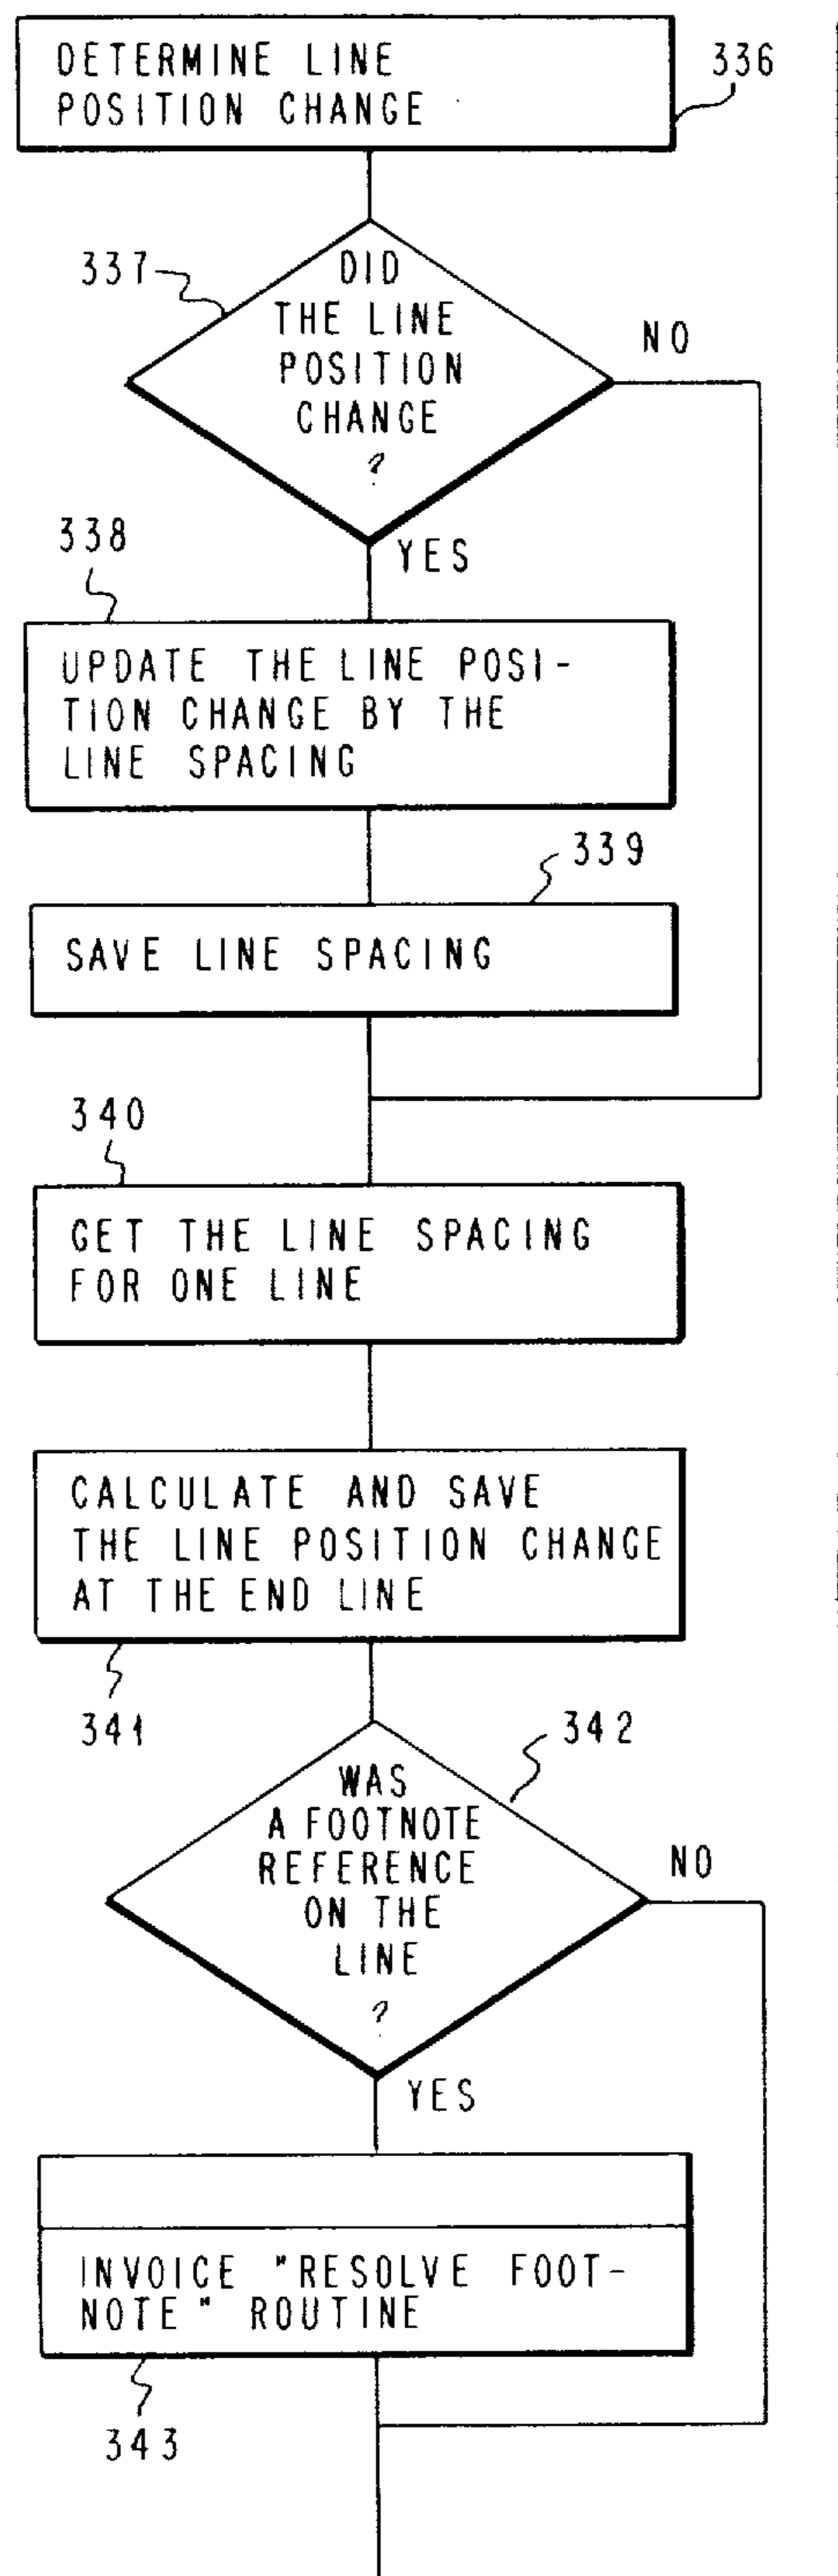 DETERMINE LINE
POSITION CHANGE
336
337
DID
THE LINE
POSITION
CHANGE
?
NO
YES
338
UPDATE THE LINE POSI-
TION CHANGE BY THE
LINE SPACING
339
SAVE LINE SPACING
340
GET THE LINE SPACING
FOR ONE LINE
CALCULATE AND SAVE
THE LINE POSITION CHANGE
AT THE END LINE
341
342
WAS
A FOOTNOTE
REFERENCE
ON THE
LINE
?
NO
YES
INVOICE "RESOLVE FOOT-
NOTE" ROUTINE
343